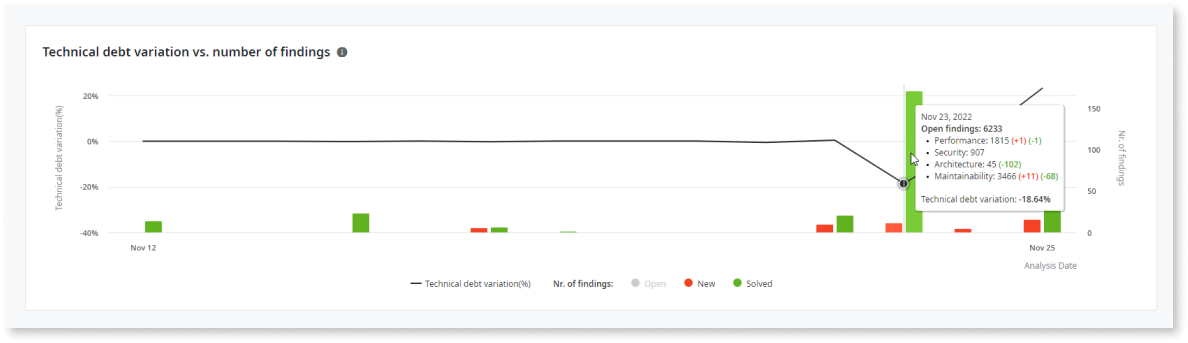 Technical debt variation vs. number of findings
Technical debt variation(%)
20%
0%
-20%
-40%
150
100
50
0
Nr. of findings
Nov 23, 2022
Open findings: 6233
• Performance: 1815 (+1) (-1)
• Security: 907
• Architecture: 45 (-102)
• Maintainability: 3466 (+11) (-68)
Technical debt variation: -18.64%
Nov 12
Nov 25
Analysis Date
Technical debt variation(%) Nr. of findings: Open New Solved